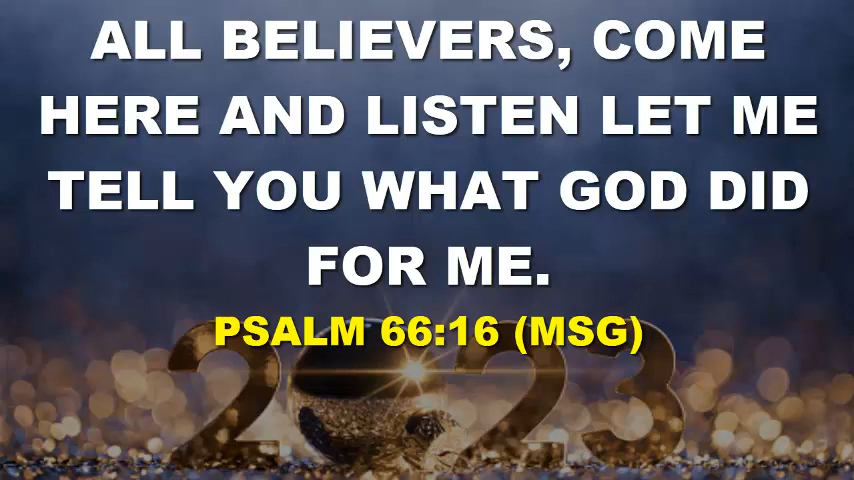 ALL BELIEVERS, COME
HERE AND LISTEN LET ME
TELL YOU WHAT GOD DID
FOR ME.
PSALM 66:16 (MSG)
2023